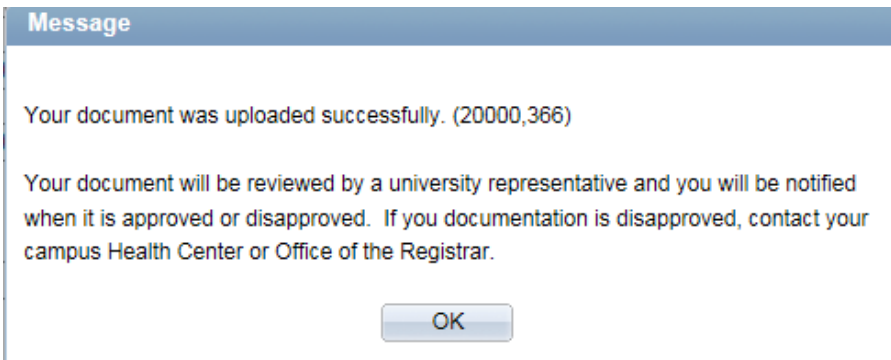 Message
Your document was uploaded successfully. (20000,366)
Your document will be reviewed by a university representative and you will be notified
when it is approved or disapproved.  If you documentation is disapproved, contact your
campus Health Center or Office of the Registrar.
OK